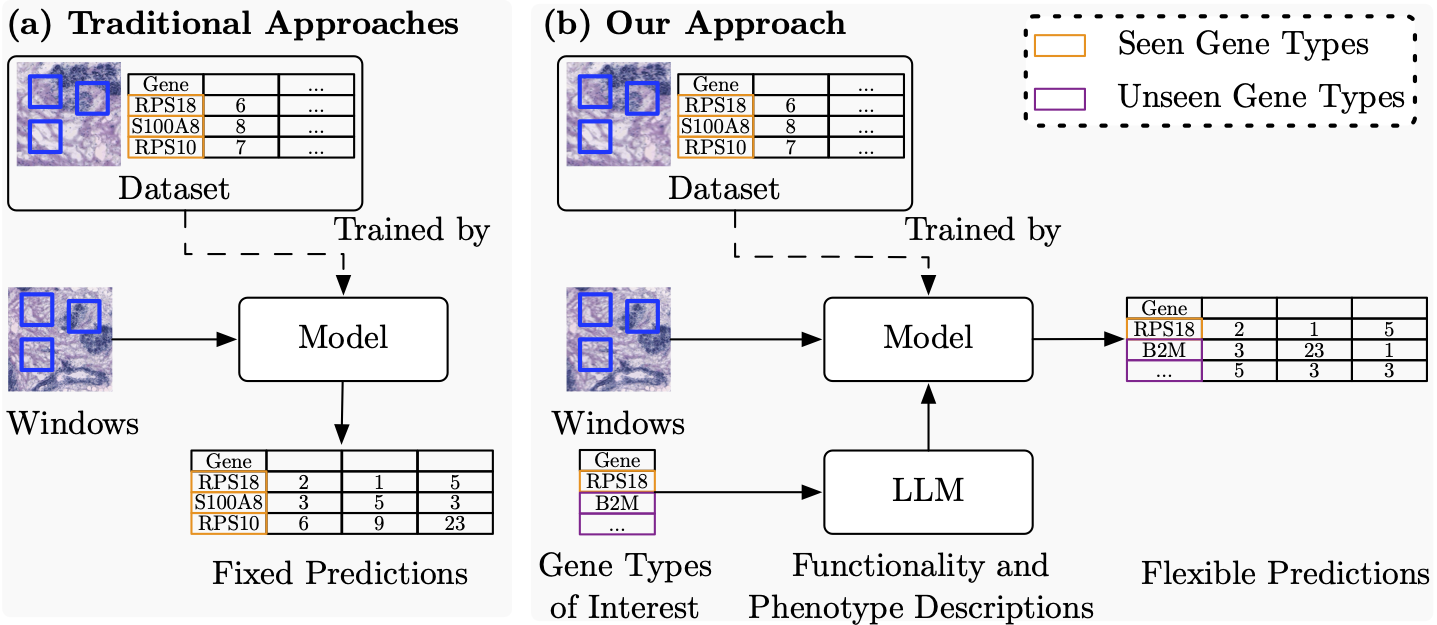 (a) Traditional Approaches
Gene ...
RPS18 6 ...
S100A8 8 ...
RPS10 7 ...
Dataset
Trained by
Model
Windows
Gene
RPS18 2 1 5
S100A8 3 5 3
RPS10 6 9 23
Fixed Predictions
(b) Our Approach
Seen Gene Types
Unseen Gene Types
Gene ...
RPS18 6 ...
S100A8 8 ...
RPS10 7 ...
Dataset
Trained by
Model
Windows
Gene
RPS18
B2M
...
Gene Types
of Interest
LLM
Functionality and
Phenotype Descriptions
Gene
RPS18 2 1 5
B2M 3 23 1
... 5 3 3
Flexible Predictions